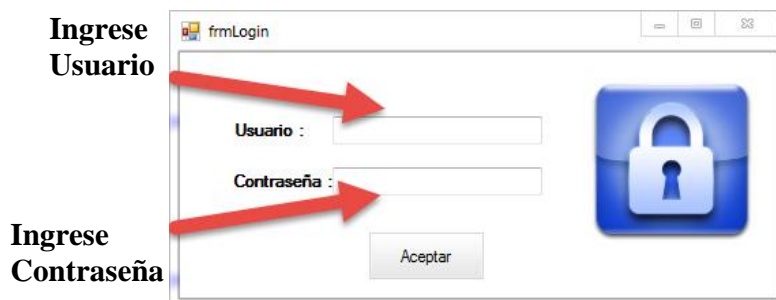 Ingrese
Usuario
frmLogin
Usuario :
Contraseña :
Ingrese
Contraseña
Aceptar